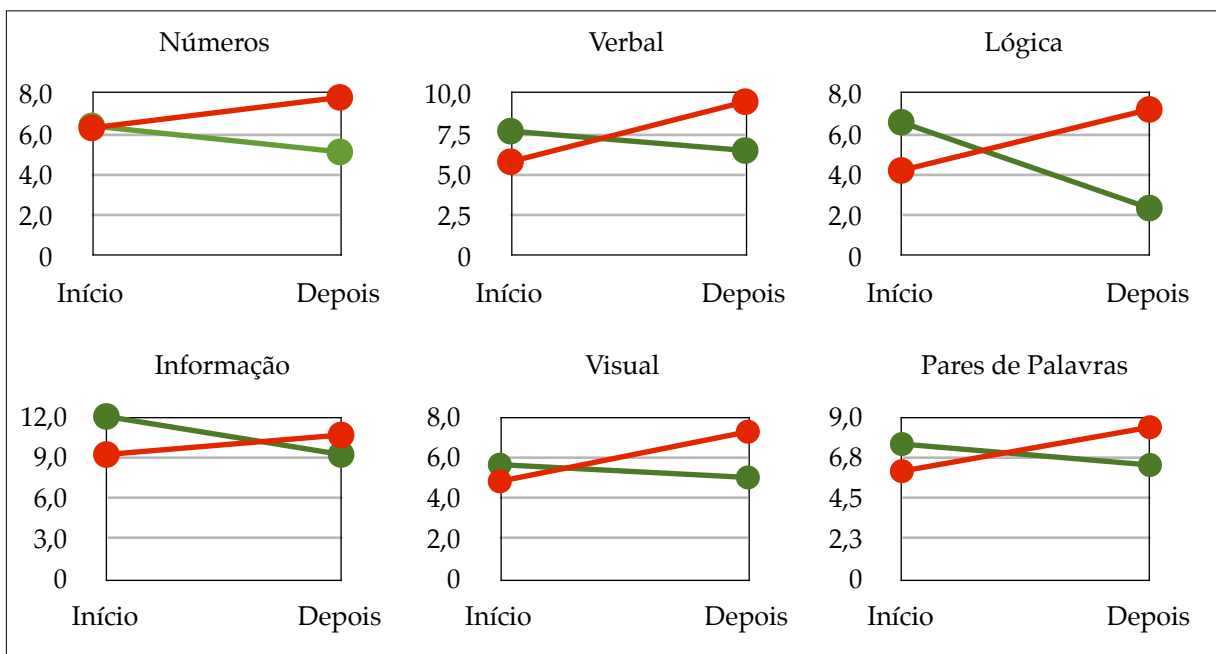 Números
8,0
6,0
4,0
2,0
0
Início Depois
Verbal
10,0
7,5
5,0
2,5
0
Início Depois
Lógica
8,0
6,0
4,0
2,0
0
Início Depois
Informação
12,0
9,0
6,0
3,0
0
Início Depois
Visual
8,0
6,0
4,0
2,0
0
Início Depois
Pares de Palavras
9,0
6,8
4,5
2,3
0
Início Depois